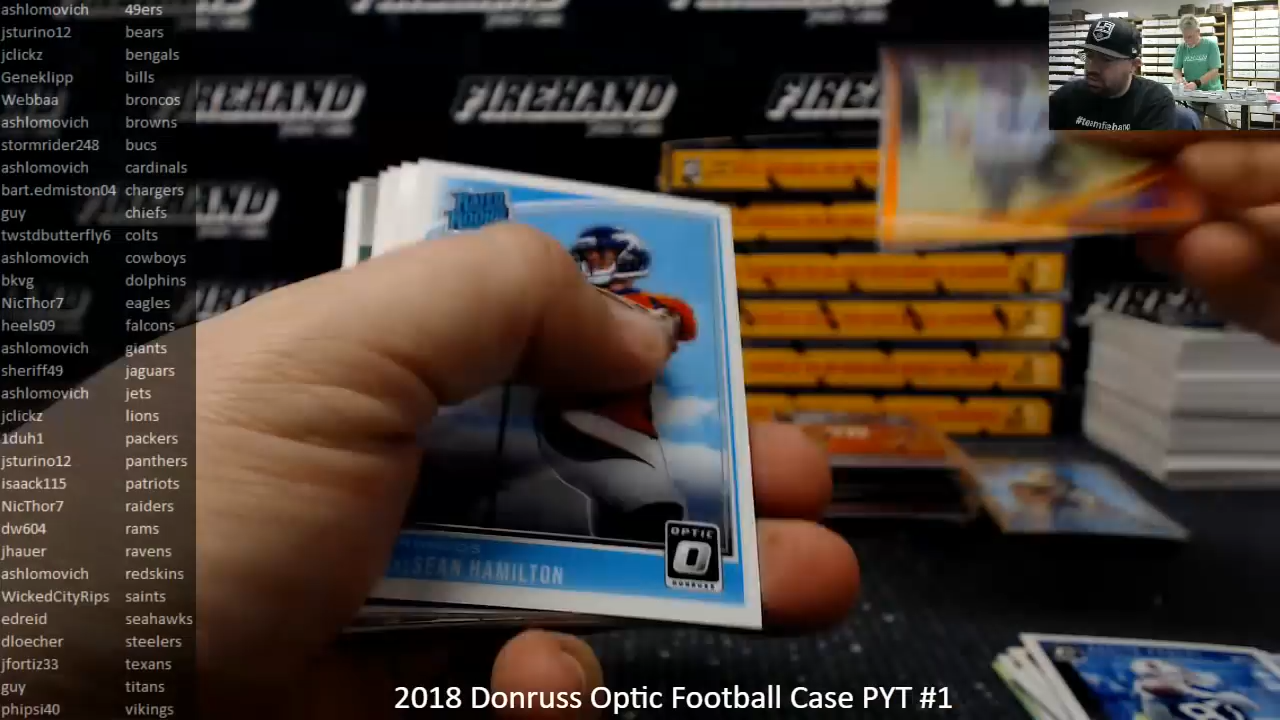 ashlomovich 49ers
jsturino12 bears
jclickz bengals
Geneklipp bills
Webbaa broncos
ashlomovich browns
stormrider248 bucs
ashlomovich cardinals
bart.edmiston04 chargers
guy chiefs
twstdbutterfly6 colts
ashlomovich cowboys
bkvg dolphins
NicThor7 eagles
heels09 falcons
ashlomovich giants
sheriff49 jaguars
ashlomovich jets
jclickz lions
1duh1 packers
jsturino12 panthers
isaack115 patriots
NicThor7 raiders
dw604 rams
jhauer ravens
ashlomovich redskins
WickedCityRips saints
edreid seahawks
dloecher steelers
jfortiz33 texans
guy titans
phipsi40 vikings
FIREHAND
RATED ROOKIE
OPTIC
DONRUSS
SEAN HAMILTON
2018 Donruss Optic Football Case PYT #1